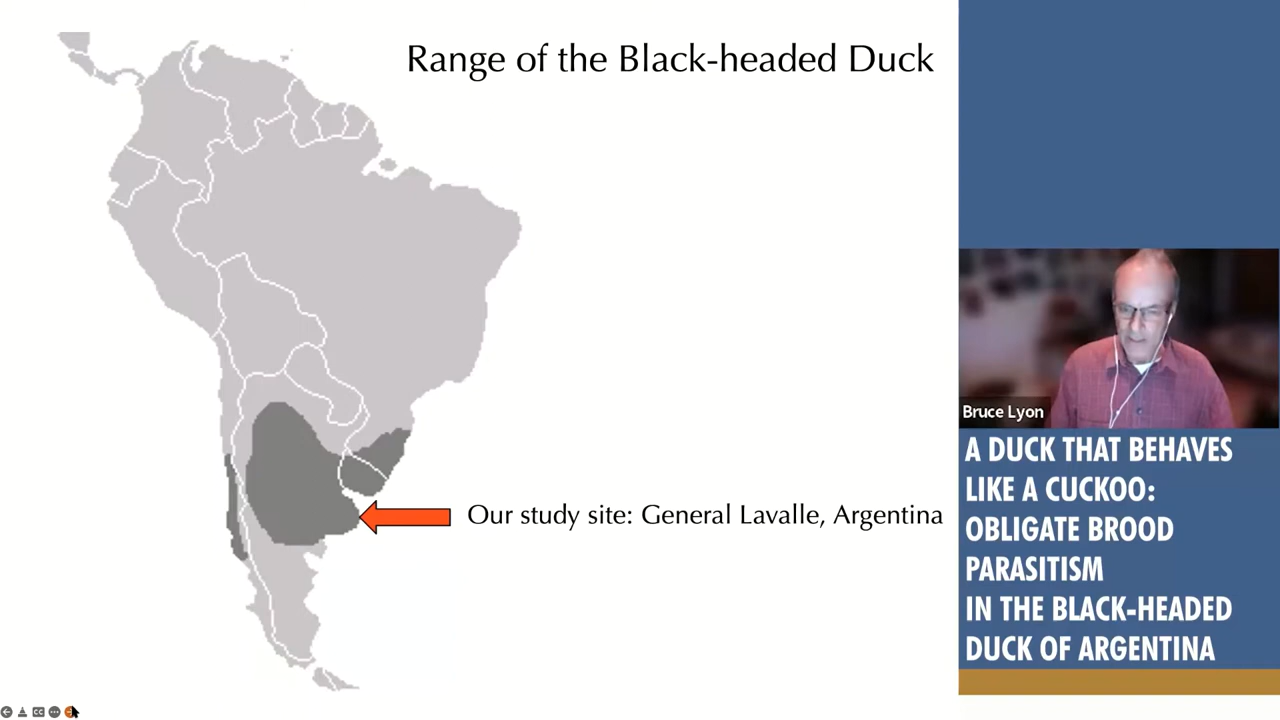 Range of the Black-headed Duck
Our study site: General Lavalle, Argentina
Bruce Lyon
A DUCK THAT BEHAVES
LIKE A CUCKOO:
OBLIGATE BROOD
PARASITISM
IN THE BLACK-HEADED
DUCK OF ARGENTINA